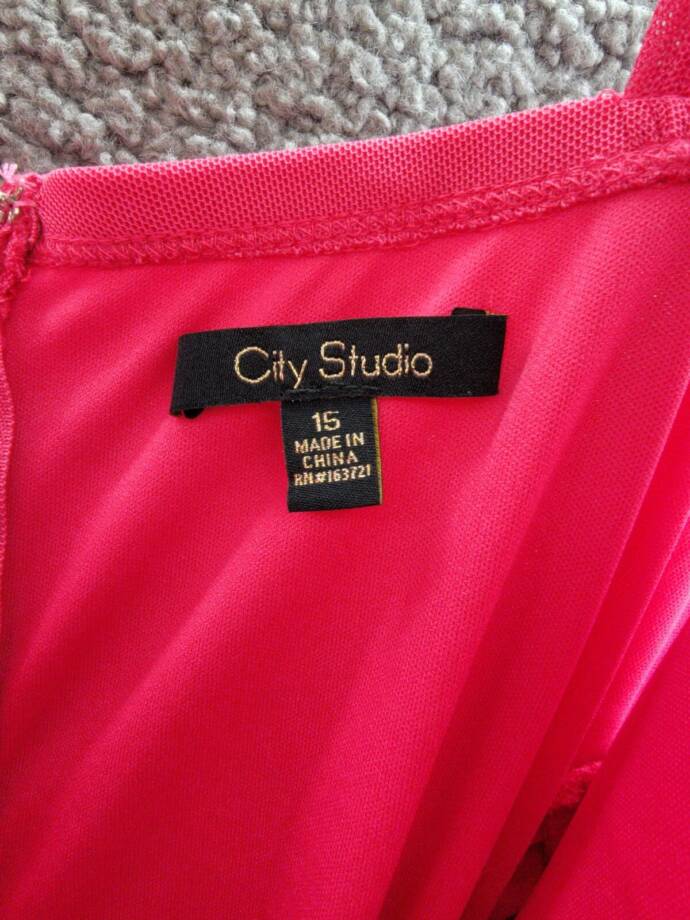 City Studio
15
MADE IN
CHINA
RN#163721